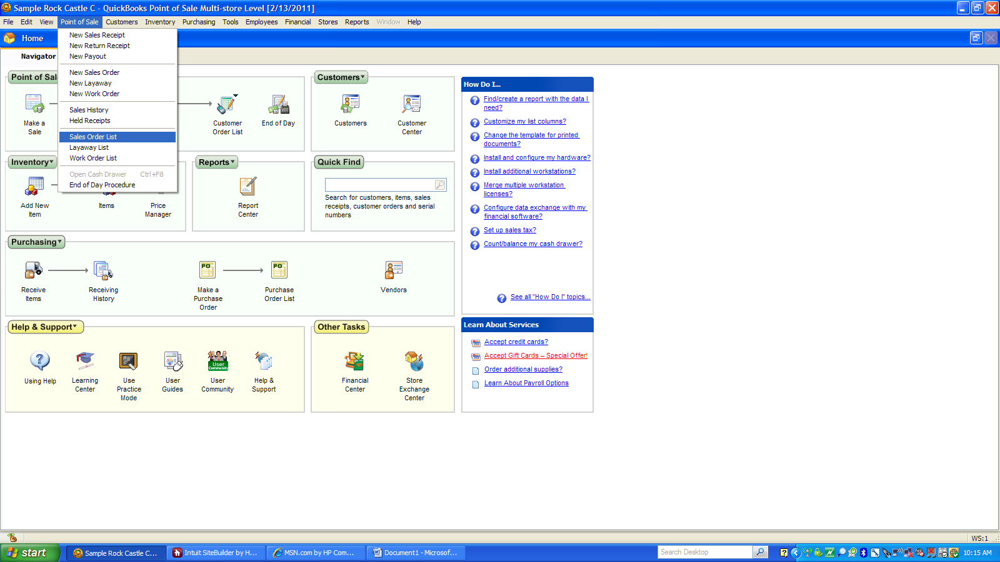 Sample Rock Castle C - QuickBooks Point of Sale Multi-store Level [2/13/2011]
File Edit View Point of Sale Customers Inventory Purchasing Tools Employees Financial Stores Reports Window Help
Home
Navigator
New Sales Receipt
New Return Receipt
New Payout
New Sales Order
New Layaway
New Work Order
Sales History
Held Receipts
Sales Order List
Layaway List
Work Order List
Open Cash Drawer Ctrl+F8
End of Day Procedure
Point of Sal
Make a
Sale
Customer
Order List
End of Day
Customers
Customers
Customer
Center
Inventory
Add New
Item
Items
Price
Manager
Reports
Report
Center
Quick Find
Search for customers, items, sales
receipts, customer orders and serial
numbers
Purchasing
Receive
Items
Receiving
History
PO
Make a
Purchase
Order
PO
Purchase
Order List
Vendors
Help & Support
Using Help
Learning
Center
Use
Practice
Mode
User
Guides
User
Community
User
Community
Help &
Support
Other Tasks
Financial
Center
Store
Exchange
Center
How Do I...
Find/create a report with the data I
need?
Customize my list columns?
Change the template for printed
documents?
Install and configure my hardware?
Install additional workstations?
Merge multiple workstation
licenses?
Configure data exchange with my
financial software?
Set up sales tax?
Count/balance my cash drawer?
See all "How Do I" topics...
Learn About Services
Accept credit cards?
Accept Gift Cards – Special Offer!
Order additional supplies?
Learn About Payroll Options
WS:1
start
Sample Rock Castle C...
Intuit SiteBuilder by H...
MSN.com by HP Com...
Document1 - Microsof...
Search Desktop
10:15 AM